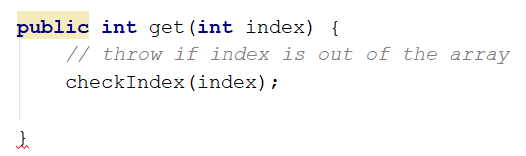 public int get(int index) {
// throw if index is out of the array
checkIndex(index);
}